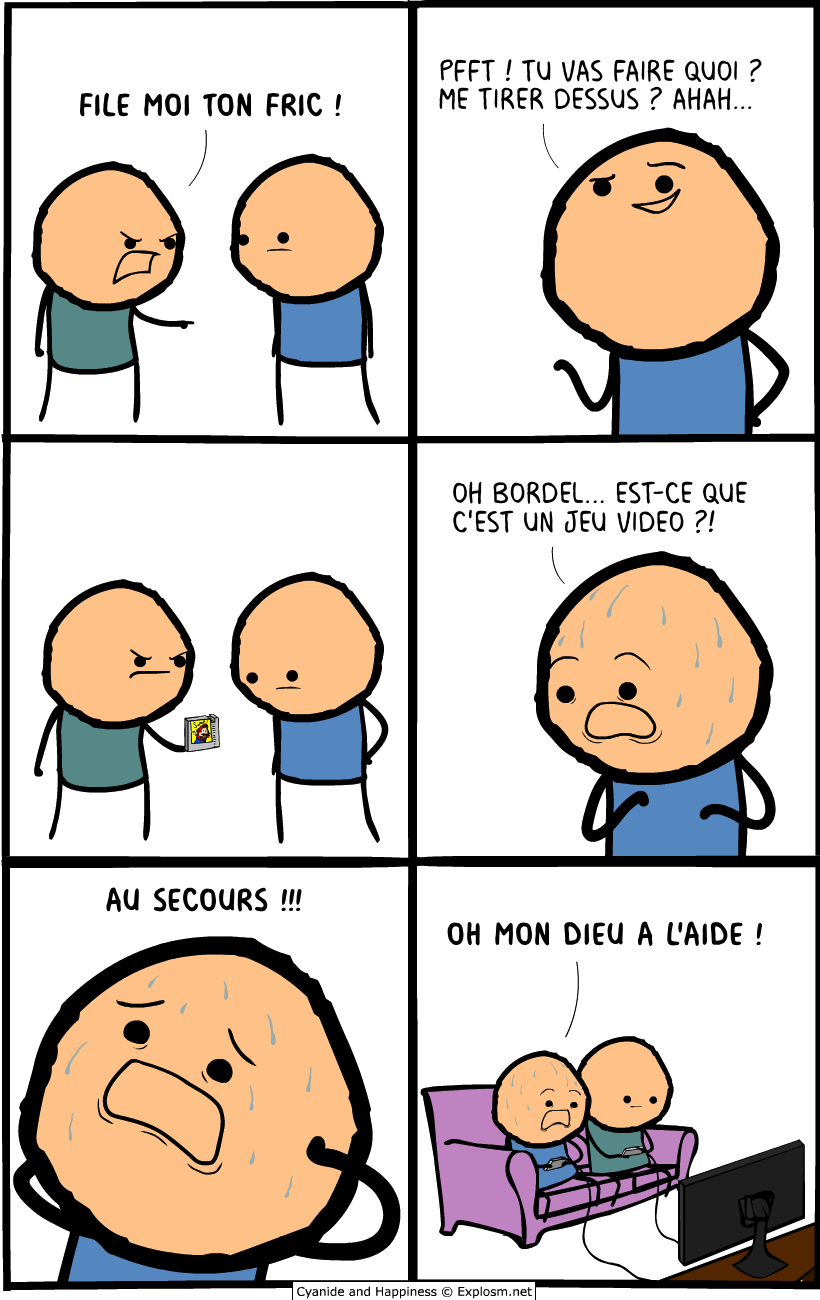 FILE MOI TON FRIC !
PFFT ! TU VAS FAIRE QUOI ?
ME TIRER DESSUS ? AHAH...
OH BORDEL... EST-CE QUE
C'EST UN JEU VIDEO ?!
AU SECOURS !!!
OH MON DIEU A L'AIDE !
Cyanide and Happiness © Explosm.net